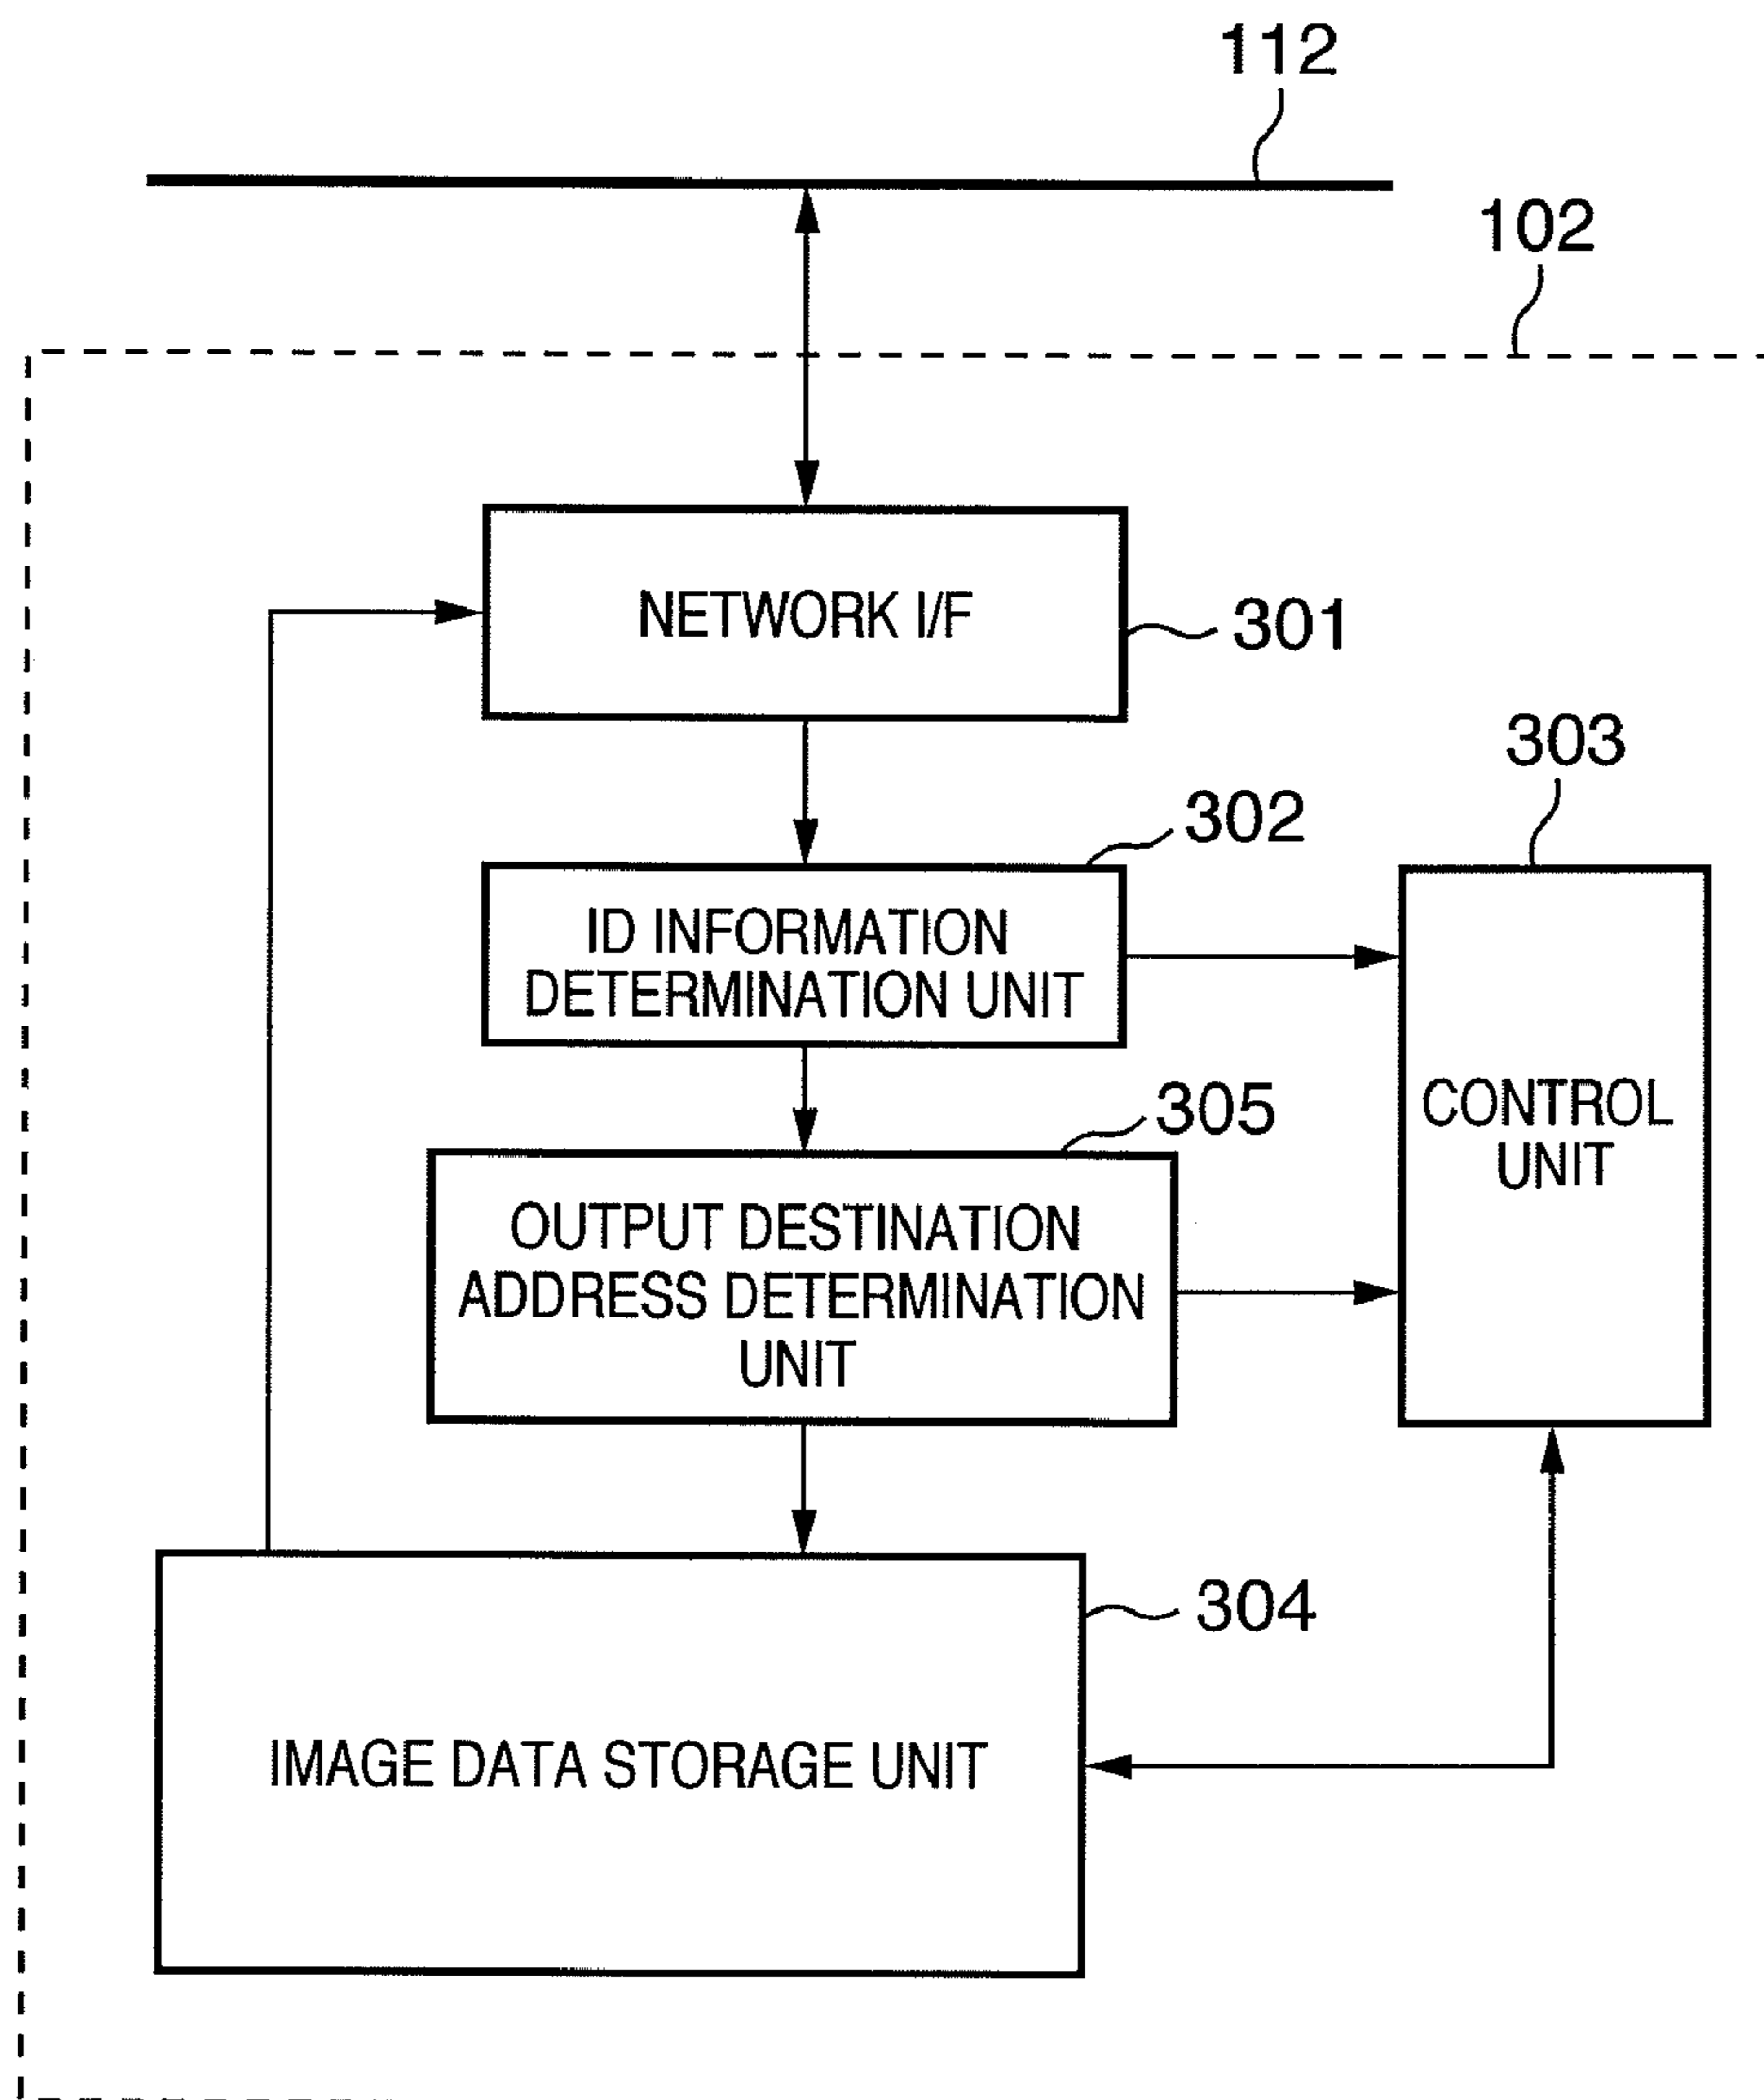 112
102
NETWORK I/F
301
303
302
ID INFORMATION
DETERMINATION UNIT
CONTROL
UNIT
305
OUTPUT DESTINATION
ADDRESS DETERMINATION
UNIT
304
IMAGE DATA STORAGE UNIT